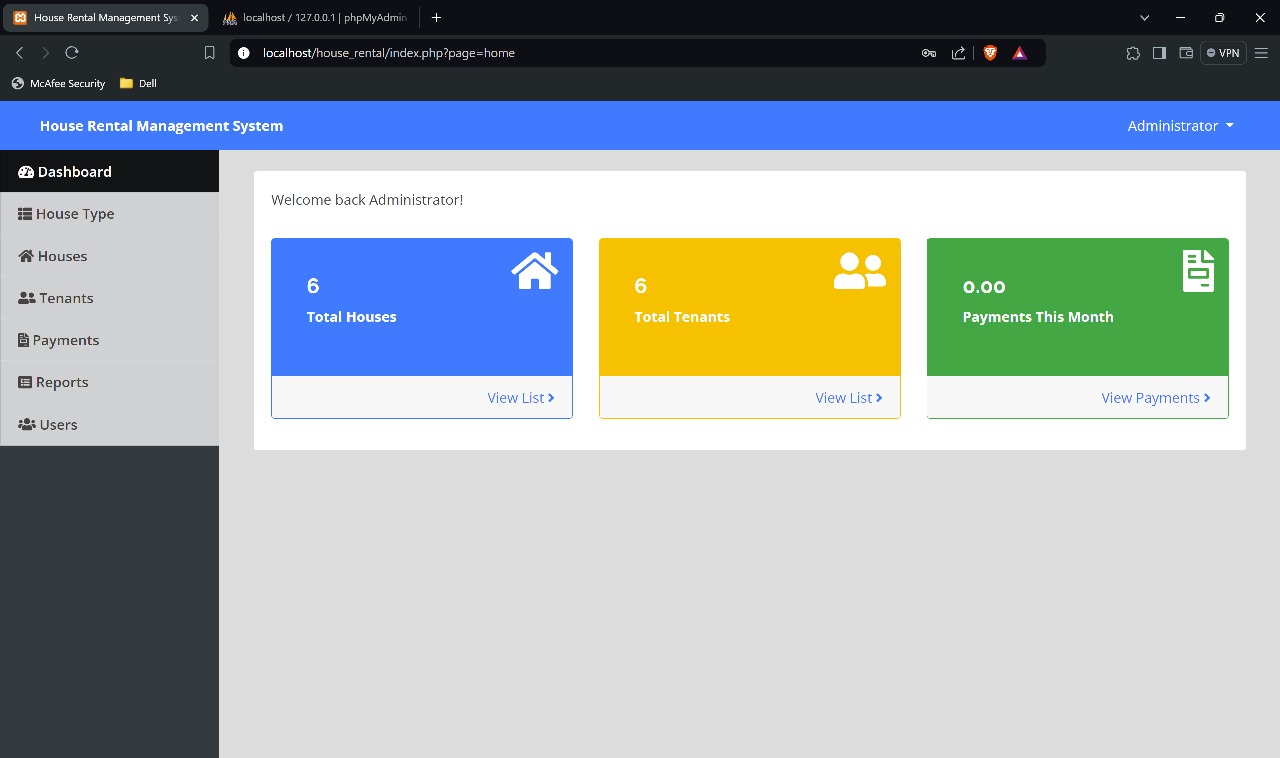 House Rental Management Sys
localhost / 127.0.0.1 | phpMyAdmin
localhost/house_rental/index.php?page=home
VPN
McAfee Security
Dell
House Rental Management System
Administrator
Dashboard
House Type
Houses
Tenants
Payments
Reports
Users
Welcome back Administrator!
6
Total Houses
View List
6
Total Tenants
View List
0.00
Payments This Month
View Payments